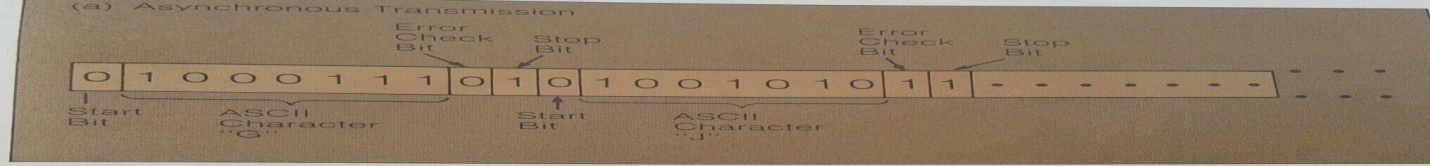 (a) Asynchronous Transmission
Error
Check
Bit
Stop
Bit
Error
Check
Bit
Stop
Bit
0 1 0 0 0 1 1 1 0 1 0 1 0 0 1 0 1 0 1 1 - - - - - - -
Start
Bit
ASCII
Character
"G"
Start
Bit
ASCII
Character
"J"